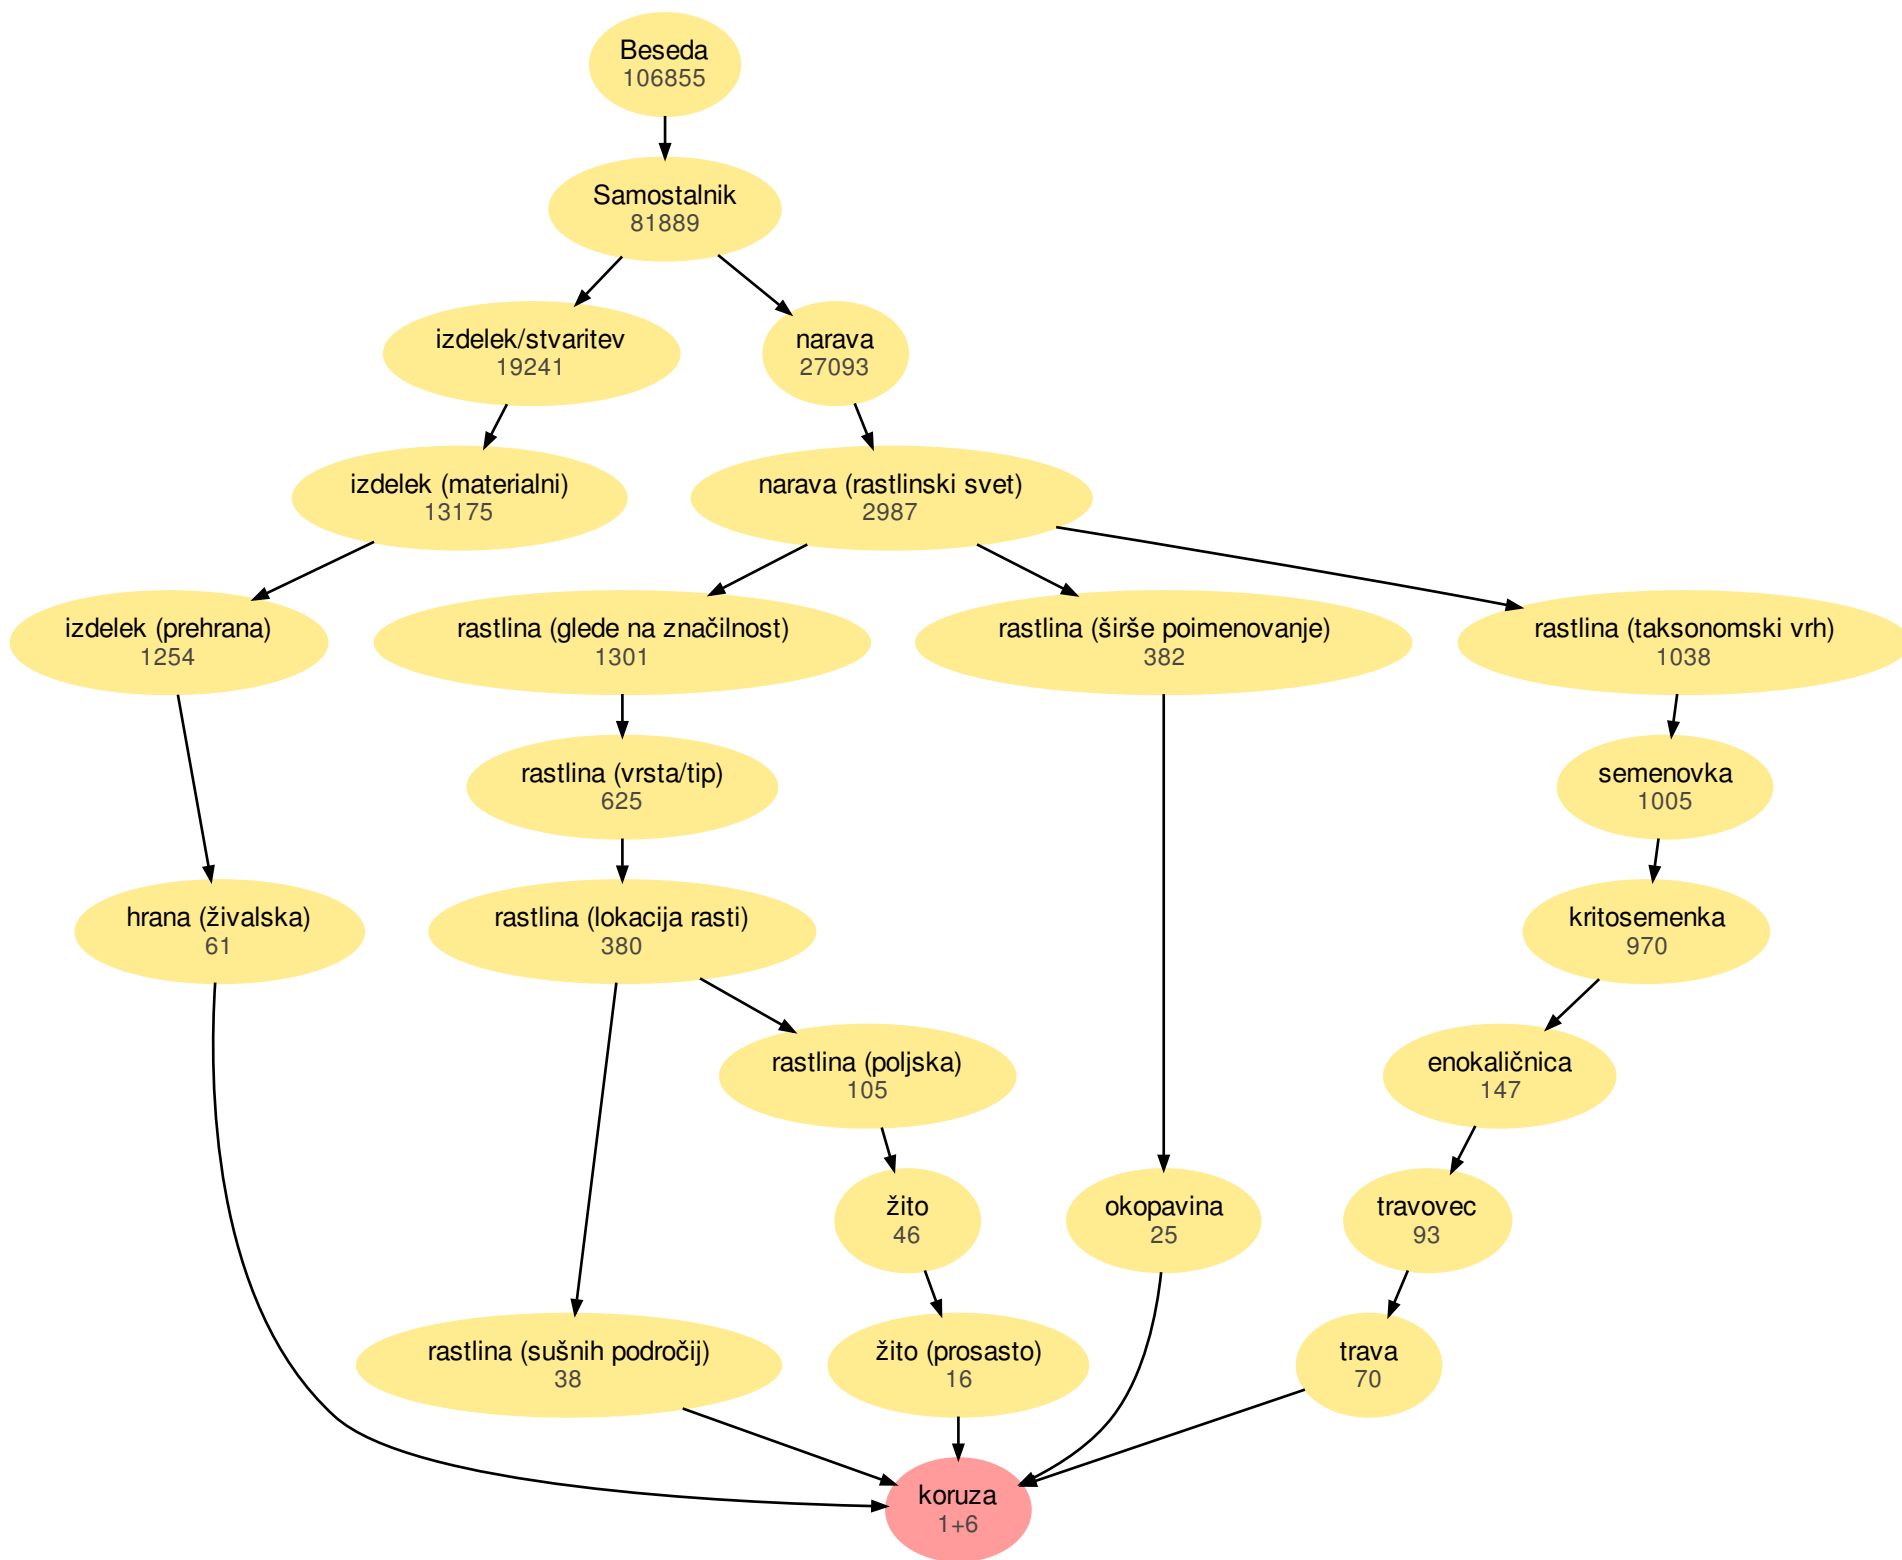 Beseda
106855
Samostalnik
81889
izdelek/stvaritev
19241
narava
27093
izdelek (materialni)
13175
narava (rastlinski svet)
2987
izdelek (prehrana)
1254
rastlina (glede na značilnost)
1301
rastlina (širše poimenovanje)
382
rastlina (taksonomski vrh)
1038
rastlina (vrsta/tip)
625
semenovka
1005
hrana (živalska)
61
rastlina (lokacija rasti)
380
kritosemenka
970
rastlina (poljska)
105
enokaličnica
147
žito
46
okopavina
25
travovec
93
rastlina (sušnih področij)
38
žito (prosasto)
16
trava
70
koruza
1+6